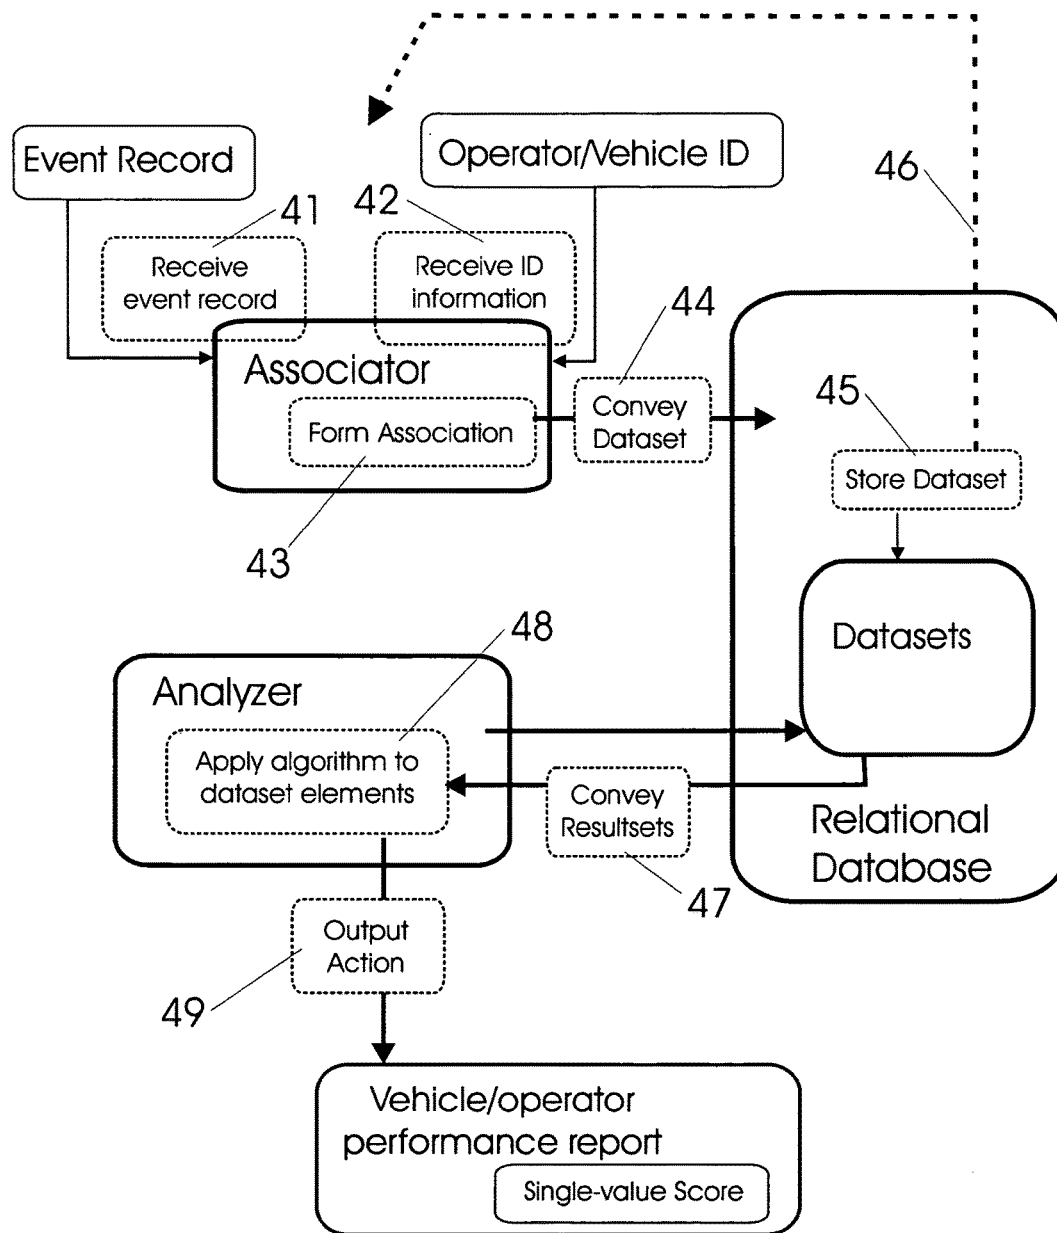 Event Record
Operator/Vehicle ID
46
41
42
Receive
event record
Receive ID
information
44
Associator
Convey
Dataset
45
Form Association
Store Dataset
43
48
Datasets
Analyzer
Apply algorithm to
dataset elements
Convey
Resultsets
Relational
Database
47
Output
Action
49
Vehicle/operator
performance report
Single-value Score